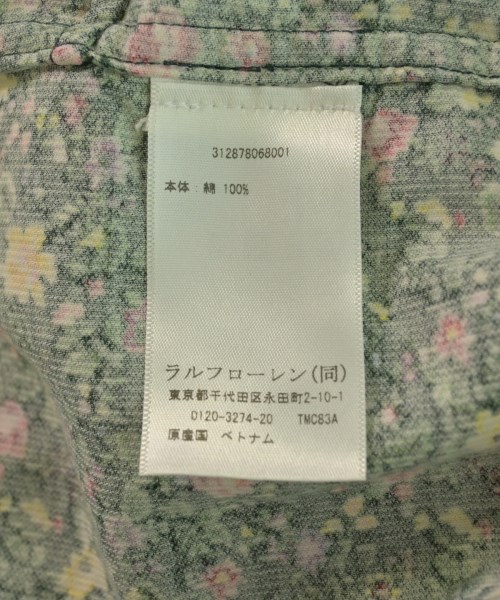 312878068001
本体：綿 100%
ラルフローレン(同)
東京都千代田区永田町2-10-1
0120-3274-20 TMC83A
原産国 ベトナム